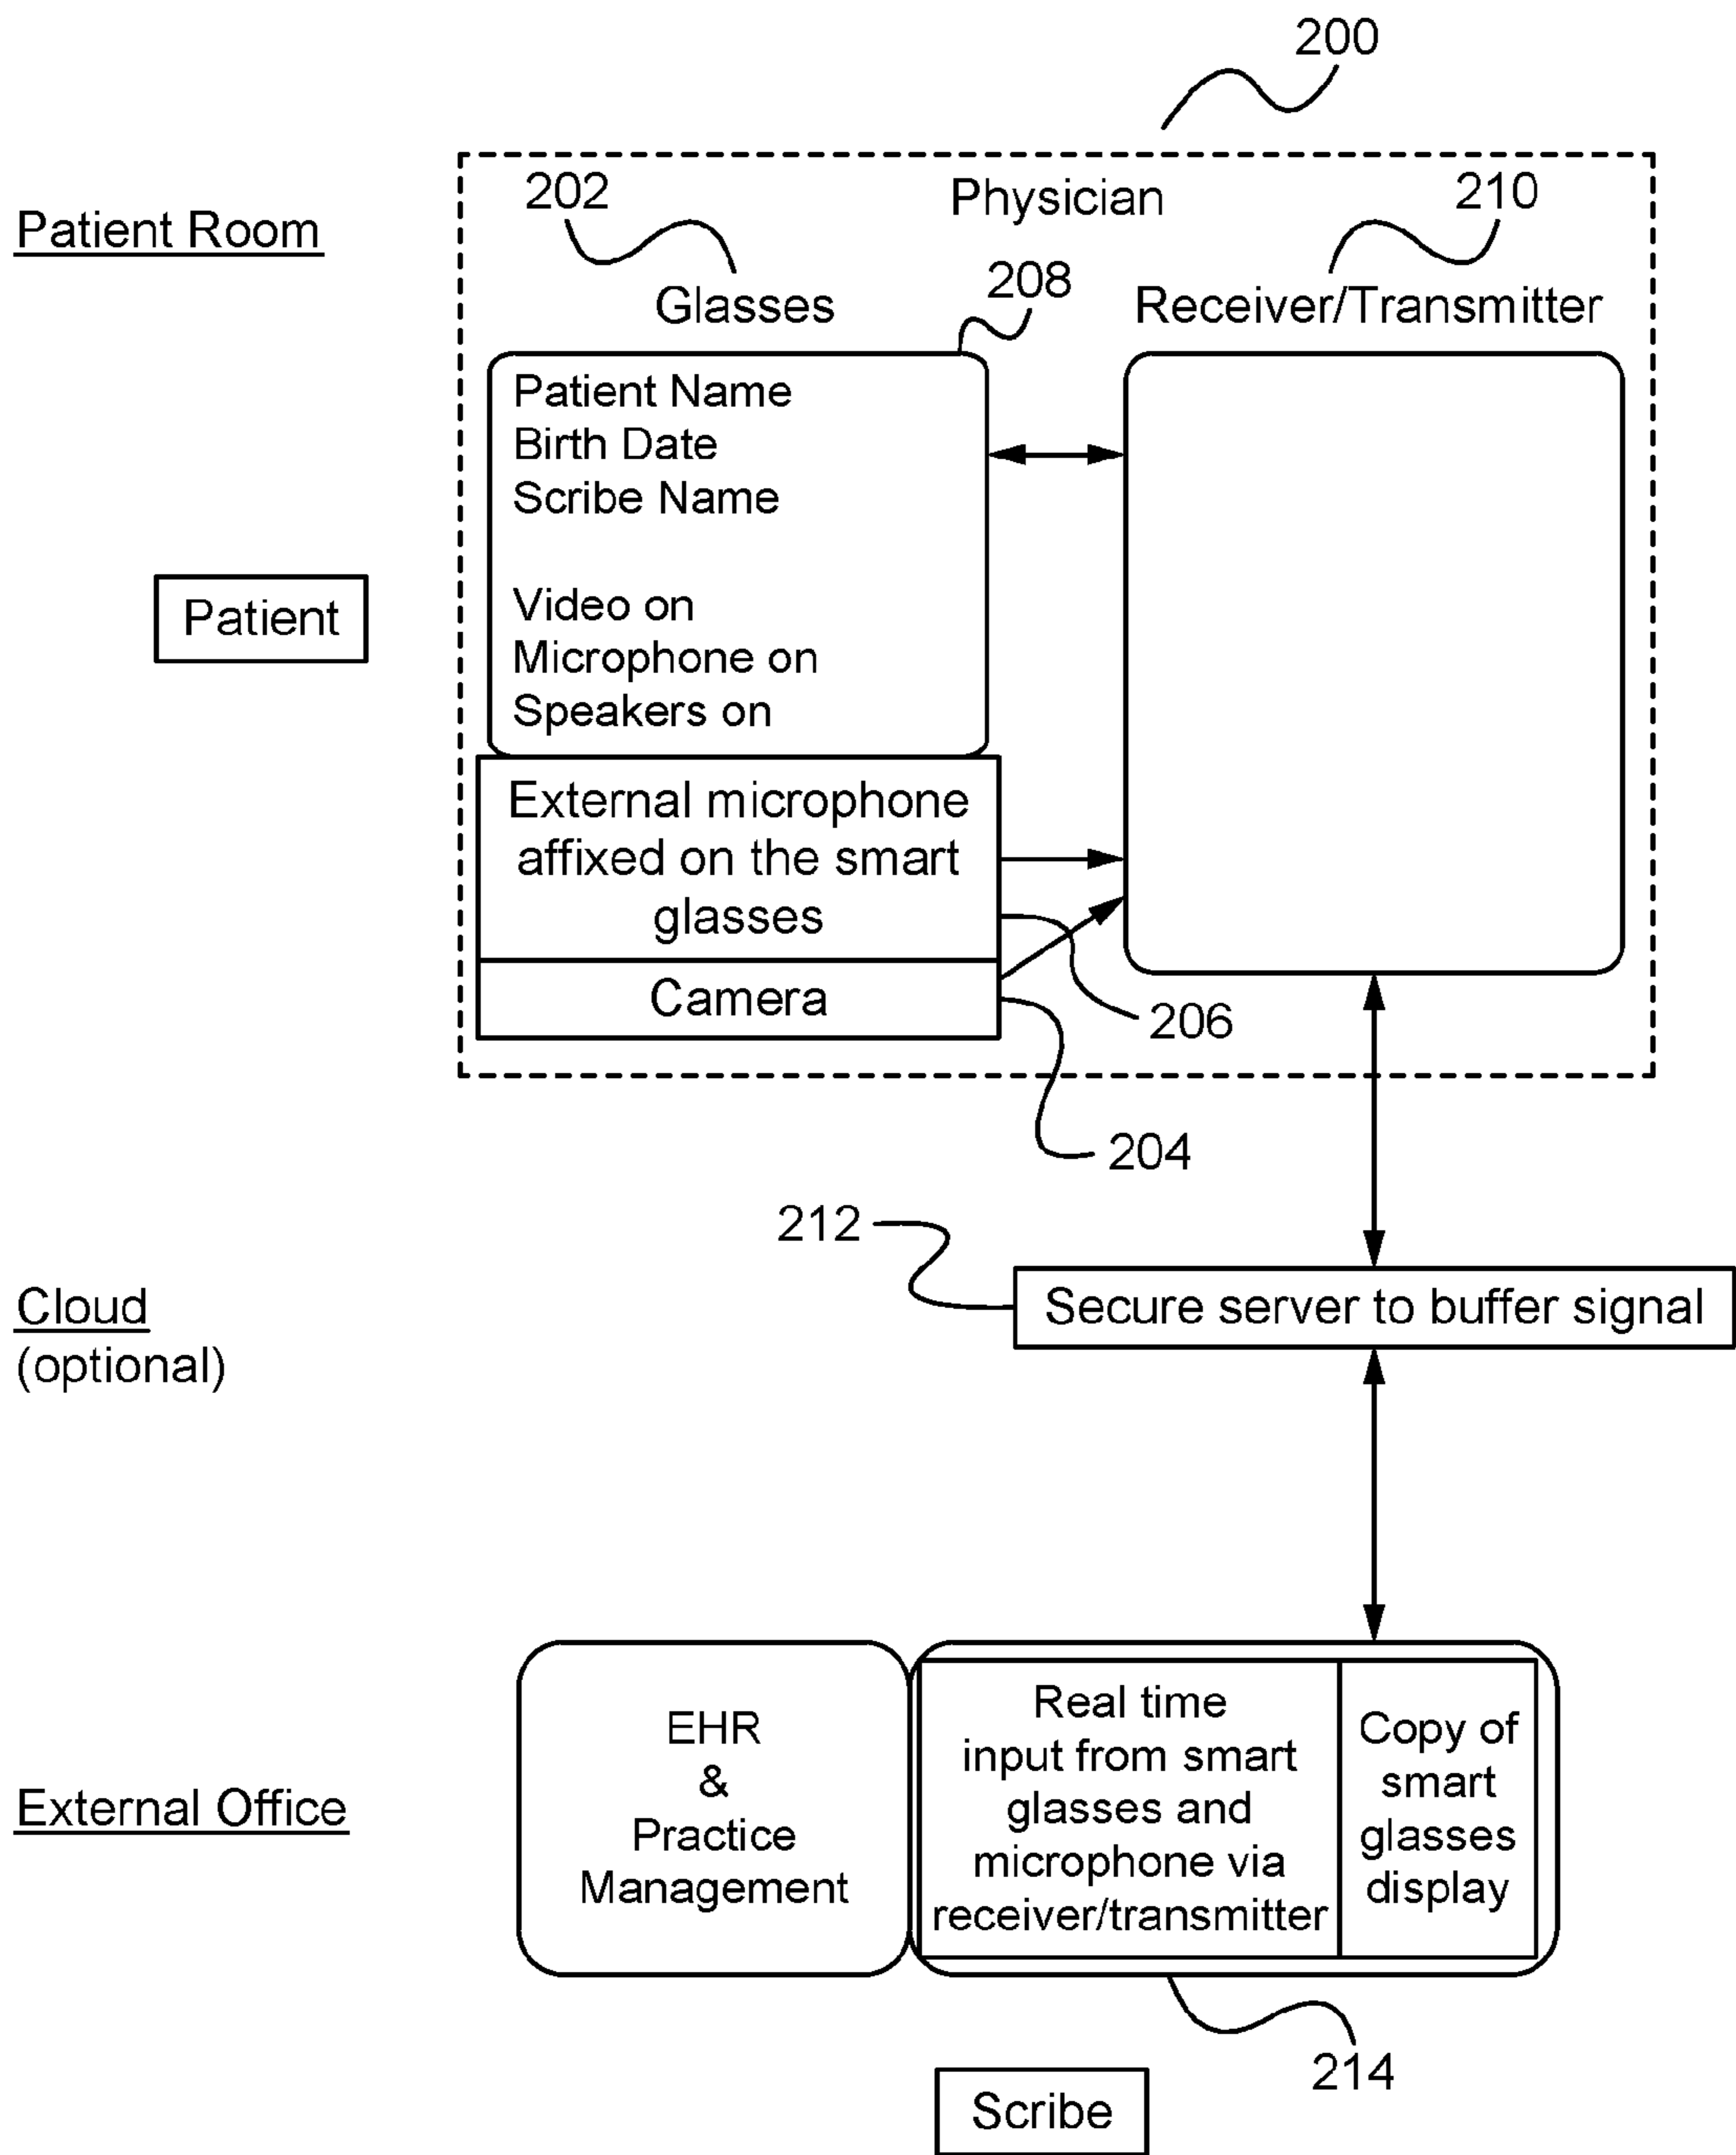 200
Patient Room
202
Physician
210
Glasses
208
Receiver/Transmitter
Patient Name
Birth Date
Scribe Name
Video on
Microphone on
Speakers on
Patient
External microphone
affixed on the smart
glasses
Camera
206
204
212
Cloud
(optional)
Secure server to buffer signal
External Office
EHR
&
Practice
Management
Real time
input from smart
glasses and
microphone via
receiver/transmitter
Copy of
smart
glasses
display
214
Scribe